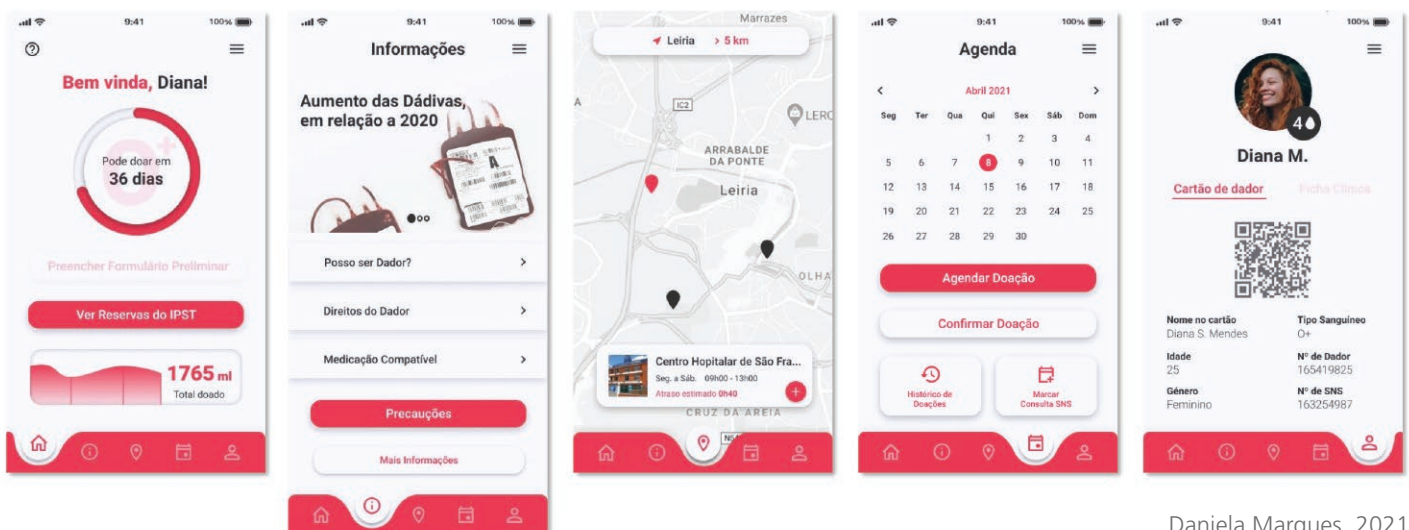 9:41
100%
Bem vinda, Diana!
Pode doar em
36 dias
Preencher Formulário Preliminar
Ver Reservas do IPST
1765 ml
Total doado
9:41
100%
Informações
Aumento das Dádivas,
em relação a 2020
A
Posso ser Dador?
Direitos do Dador
Medicação Compatível
Precauções
Mais Informações
Marrazes
Leiria > 5 km
IC2
LERC
A
ARRABALDE
DA PONTE
Leiria
OLHA
Centro Hopitalar de São Fra...
Seg. a Sáb. 09h00 - 13h00
Atraso estimado 0h40
CRUZ DA AREIA
9:41
100%
Agenda
< Abril 2021 >
Seg Ter Qua Qui Sex Sáb Dom
1 2 3 4
5 6 7 8 9 10 11
12 13 14 15 16 17 18
19 20 21 22 23 24 25
26 27 28 29 30
Agendar Doação
Confirmar Doação
Histórico de
Doações
Marcar
Consulta SNS
9:41
100%
4
Diana M.
Cartão de dador Ficha Clínica
Nome no cartão Tipo Sanguíneo
Diana S. Mendes O+
Idade Nº de Dador
25 165419825
Género Nº de SNS
Feminino 163254987
Daniela Marques, 2021